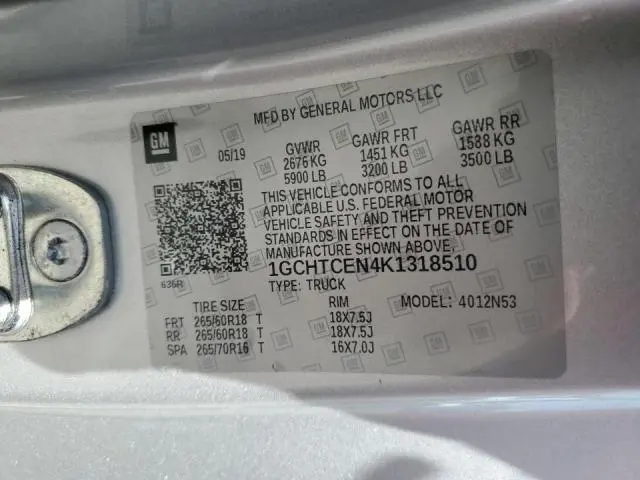 MFD BY GENERAL MOTORS LLC
GM
05/19 GVWR GAWR FRT GAWR RR
2676 KG 1451 KG 1588 KG
5900 LB 3200 LB 3500 LB
THIS VEHICLE CONFORMS TO ALL
APPLICABLE U.S. FEDERAL MOTOR
VEHICLE SAFETY AND THEFT PREVENTION
STANDARDS IN EFFECT ON THE DATE OF
MANUFACTURE SHOWN ABOVE.
636R
1GCHTCEN4K1318510
TYPE: TRUCK MODEL: 4012N53
TIRE SIZE RIM
FRT 265/60R18 T 18X7.5J
RR 265/60R18 T 18X7.5J
SPA 265/70R16 T 16X7.0J